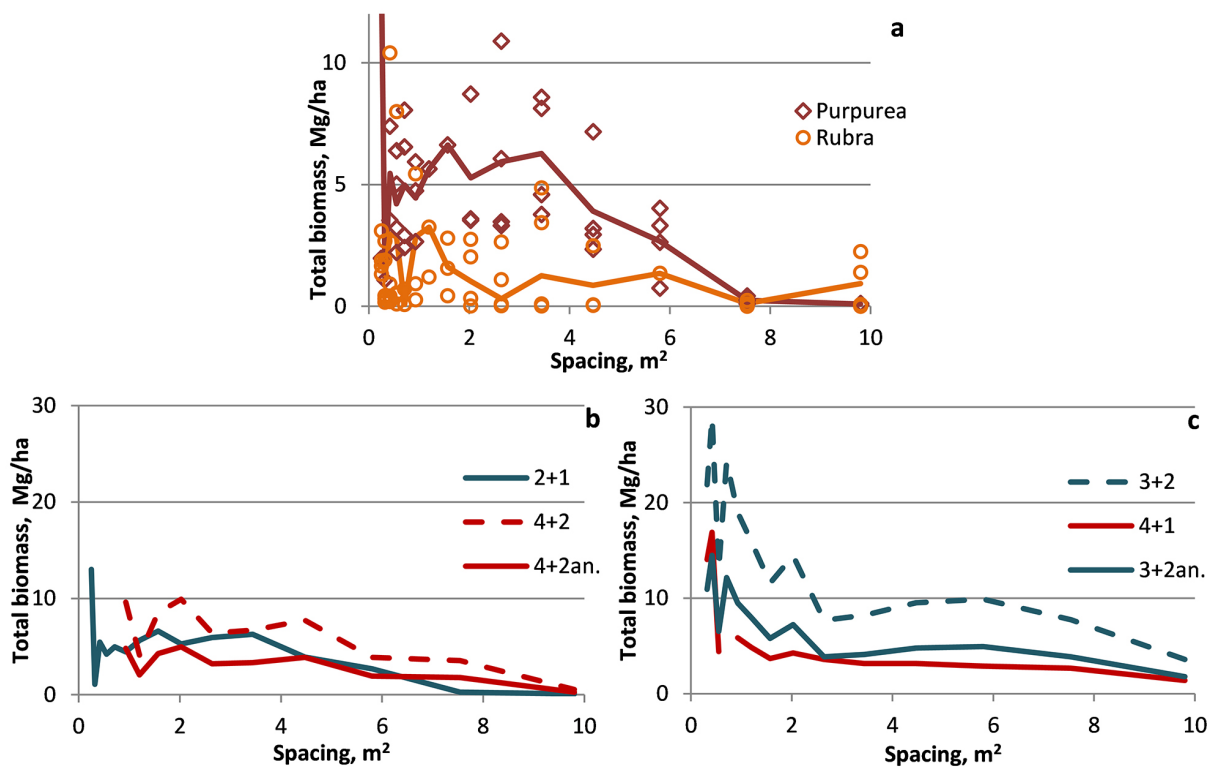 a
Total biomass, Mg/ha
10
5
0
Purpurea
Rubra
0 2 4 6 8 10
Spacing, m²
b
Total biomass, Mg/ha
30
20
10
0
2+1
4+2
4+2an.
0 2 4 6 8 10
Spacing, m²
c
Total biomass, Mg/ha
30
20
10
0
3+2
4+1
3+2an.
0 2 4 6 8 10
Spacing, m²